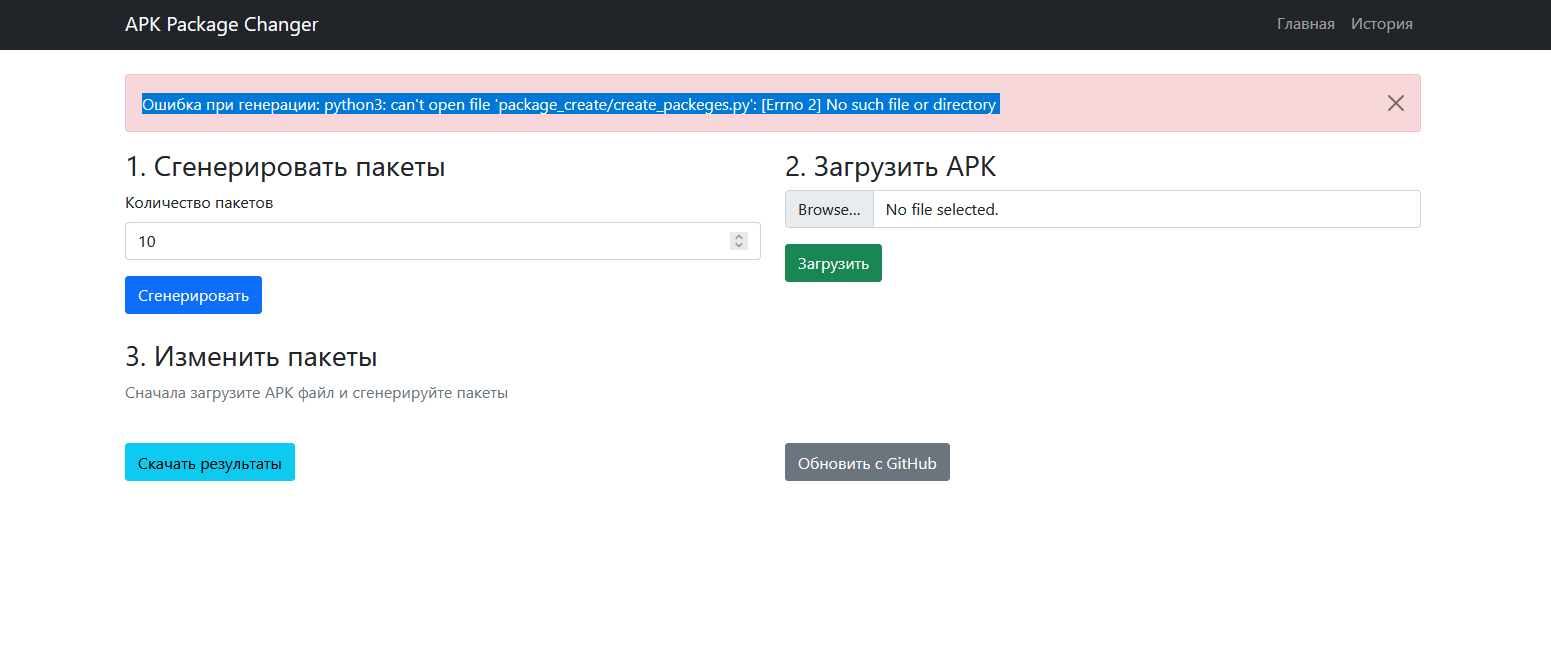 APK Package Changer
Главная История
Ошибка при генерации: python3: can't open file 'package_create/create_packeges.py': [Errno 2] No such file or directory
1. Сгенерировать пакеты
Количество пакетов
10
Сгенерировать
2. Загрузить APK
Browse... No file selected.
Загрузить
3. Изменить пакеты
Сначала загрузите APK файл и сгенерируйте пакеты
Скачать результаты
Обновить с GitHub